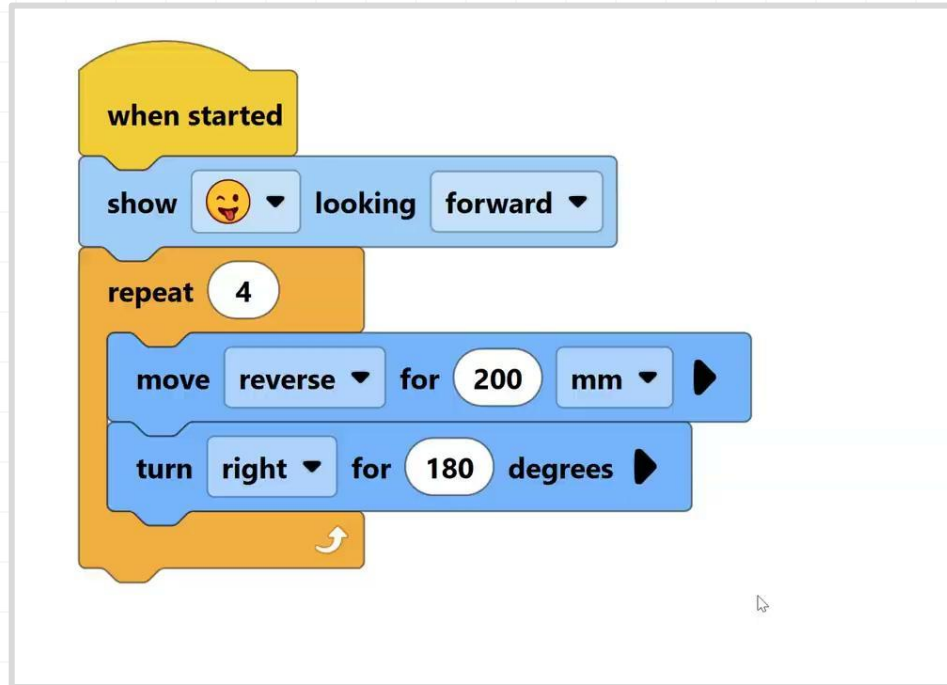 when started
show looking forward
repeat 4
move reverse for 200 mm
turn right for 180 degrees